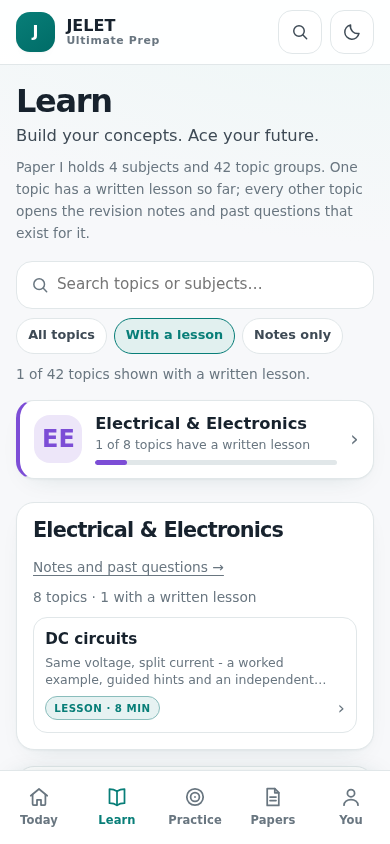 J
JELET
Ultimate Prep
Learn
Build your concepts. Ace your future.
Paper I holds 4 subjects and 42 topic groups. One
topic has a written lesson so far; every other topic
opens the revision notes and past questions that
exist for it.
Search topics or subjects...
All topics
With a lesson
Notes only
1 of 42 topics shown with a written lesson.
EE
Electrical & Electronics
1 of 8 topics have a written lesson
›
Electrical & Electronics
Notes and past questions →
8 topics · 1 with a written lesson
DC circuits
Same voltage, split current - a worked
example, guided hints and an independent...
LESSON · 8 MIN
›
Today
Learn
Practice
Papers
You